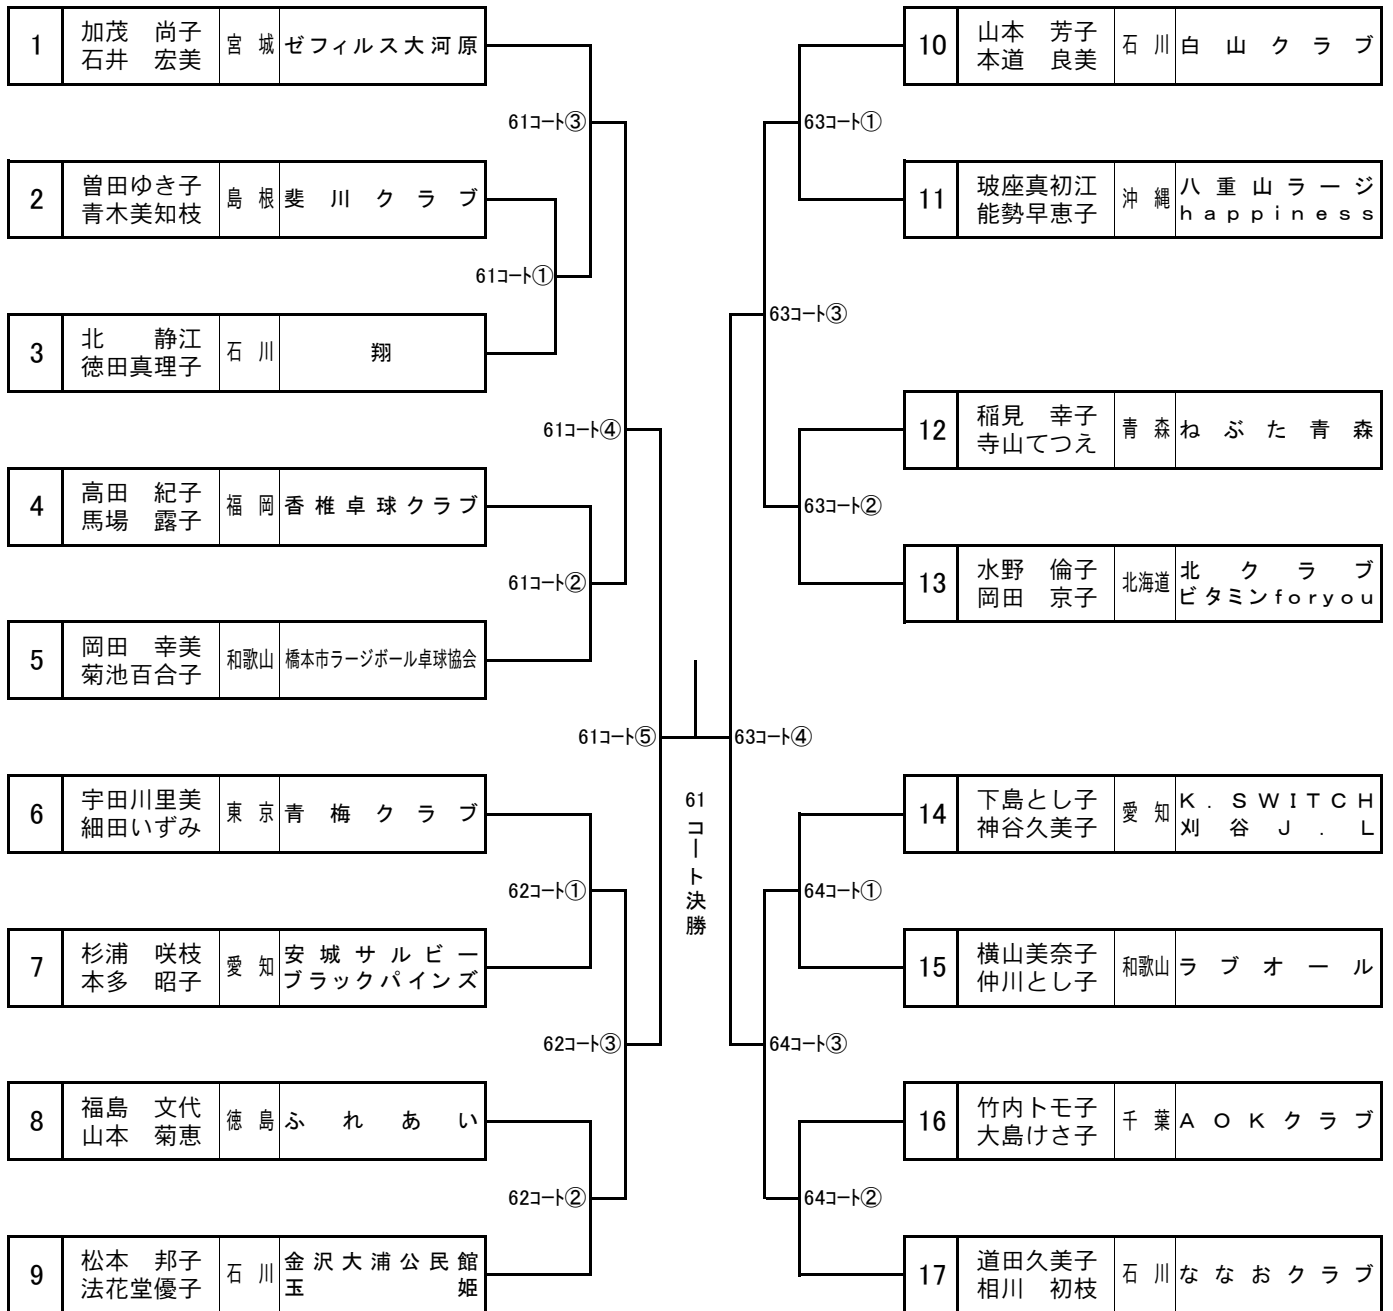 1
加茂 尚子
石井 宏美
宮城
ゼフィルス大河原
61コート③
2
曽田ゆき子
青木美知枝
島根
斐川クラブ
61コート①
3
北 静江
徳田真理子
石川
翔
61コート④
4
高田 紀子
馬場 露子
福岡
香椎卓球クラブ
61コート②
5
岡田 幸美
菊池百合子
和歌山
橋本市ラージボール卓球協会
61コート⑤
6
宇田川里美
細田いずみ
東京
青梅クラブ
62コート①
7
杉浦 咲枝
本多 昭子
愛知
安城サルビー
ブラックパインズ
62コート③
8
福島 文代
山本 菊恵
徳島
ふれあい
62コート②
9
松本 邦子
法花堂優子
石川
金沢大浦公民館
玉姫
61コート決勝
10
山本 芳子
本道 良美
石川
白山クラブ
63コート①
11
玻座真初江
能勢早恵子
沖縄
八重山ラージ
happiness
63コート③
12
稲見 幸子
寺山てつえ
青森
ねぶた青森
63コート②
13
水野 倫子
岡田 京子
北海道
北クラブ
ビタミンforyou
63コート④
14
下島とし子
神谷久美子
愛知
K.SWITCH
刈谷J.L
64コート①
15
横山美奈子
仲川とし子
和歌山
ラブオール
64コート③
16
竹内トモ子
大島けさ子
千葉
AOKクラブ
64コート②
17
道田久美子
相川 初枝
石川
ななおクラブ